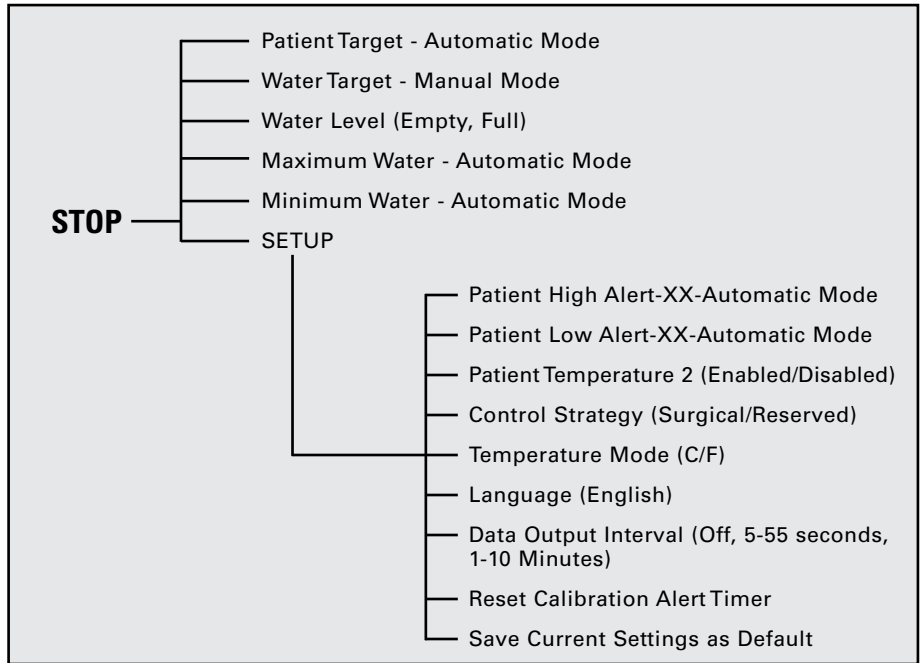 Patient Target - Automatic Mode
Water Target - Manual Mode
Water Level (Empty, Full)
Maximum Water - Automatic Mode
Minimum Water - Automatic Mode
STOP
SETUP
Patient High Alert-XX-Automatic Mode
Patient Low Alert-XX-Automatic Mode
Patient Temperature 2 (Enabled/Disabled)
Control Strategy (Surgical/Reserved)
Temperature Mode (C/F)
Language (English)
Data Output Interval (Off, 5-55 seconds,
1-10 Minutes)
Reset Calibration Alert Timer
Save Current Settings as Default